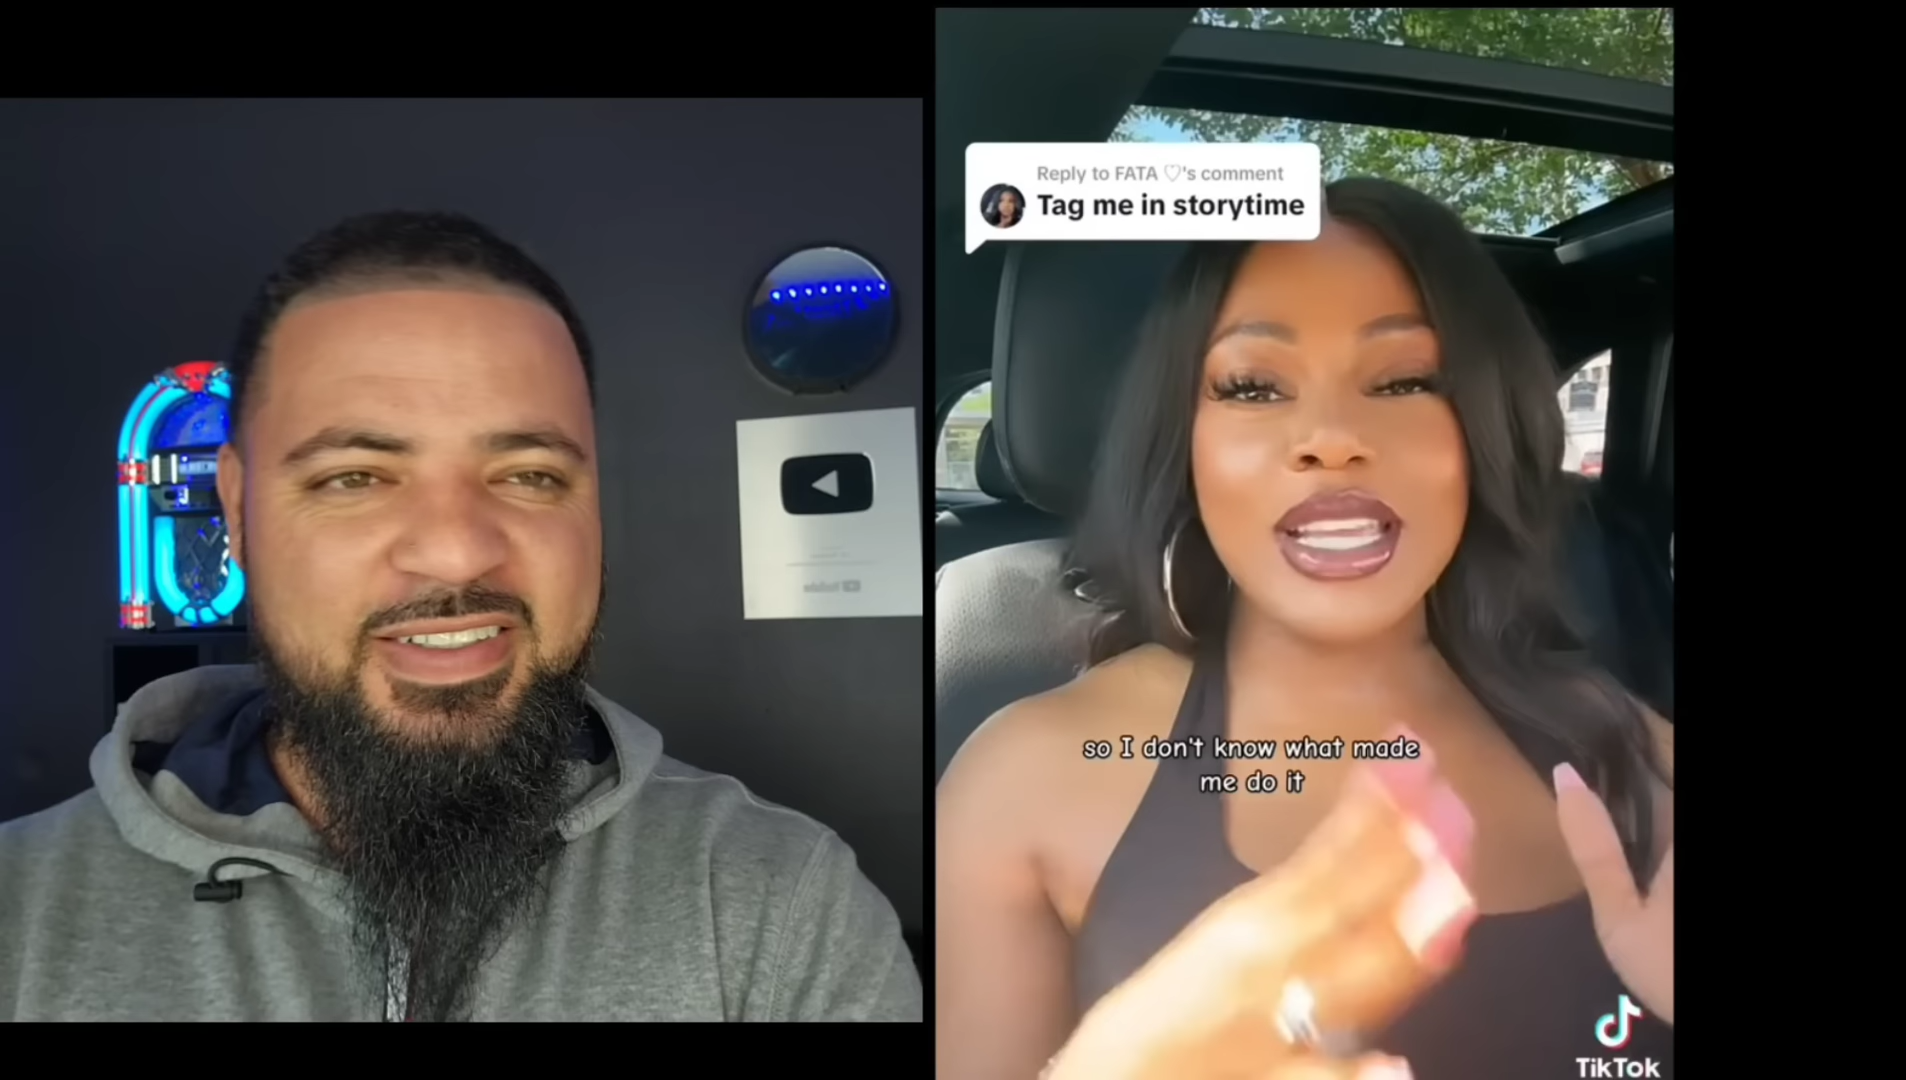 Reply to FATA ♡'s comment
Tag me in storytime
so I don't know what made
me do it
TikTok